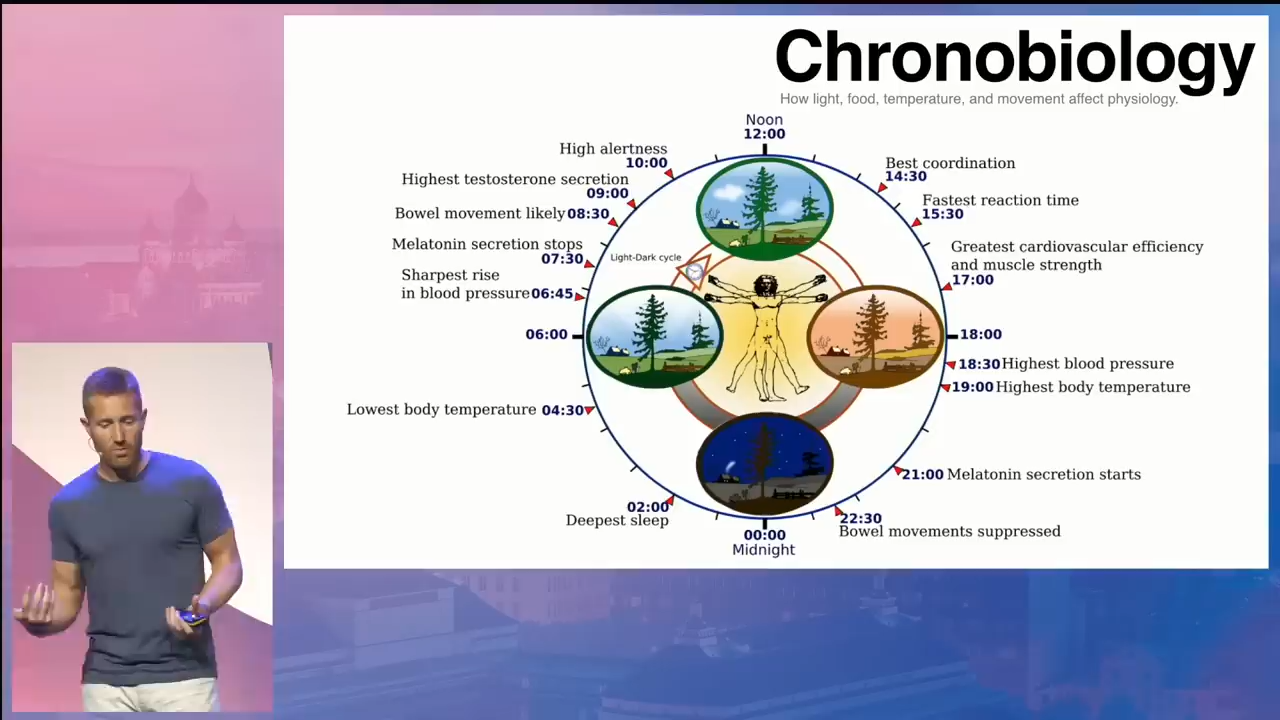 Chronobiology
How light, food, temperature, and movement affect physiology.
Noon
12:00
High alertness
10:00
Highest testosterone secretion
09:00
Bowel movement likely 08:30
Melatonin secretion stops
07:30
Sharpest rise
in blood pressure 06:45
06:00
Lowest body temperature 04:30
02:00
Deepest sleep
00:00
Midnight
Best coordination
14:30
Fastest reaction time
15:30
Greatest cardiovascular efficiency
and muscle strength
17:00
18:00
18:30 Highest blood pressure
19:00 Highest body temperature
21:00 Melatonin secretion starts
22:30
Bowel movements suppressed
Light-Dark cycle